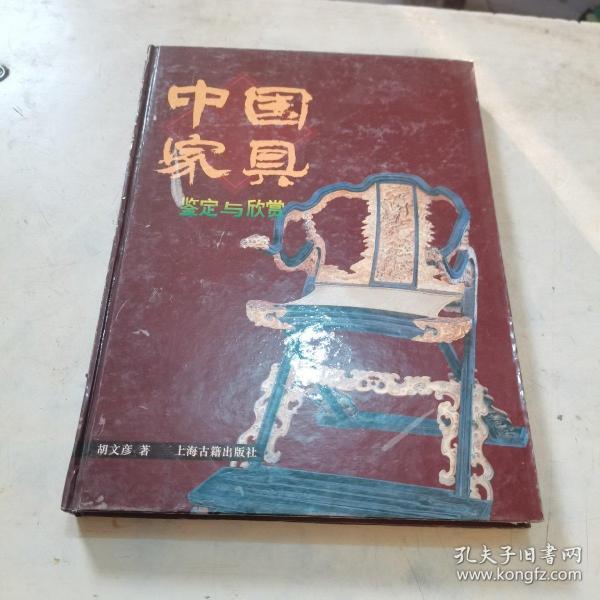 中国
家具
鉴定与欣赏
胡文彦 著 上海古籍出版社
孔夫子旧书网
www.kongfz.com